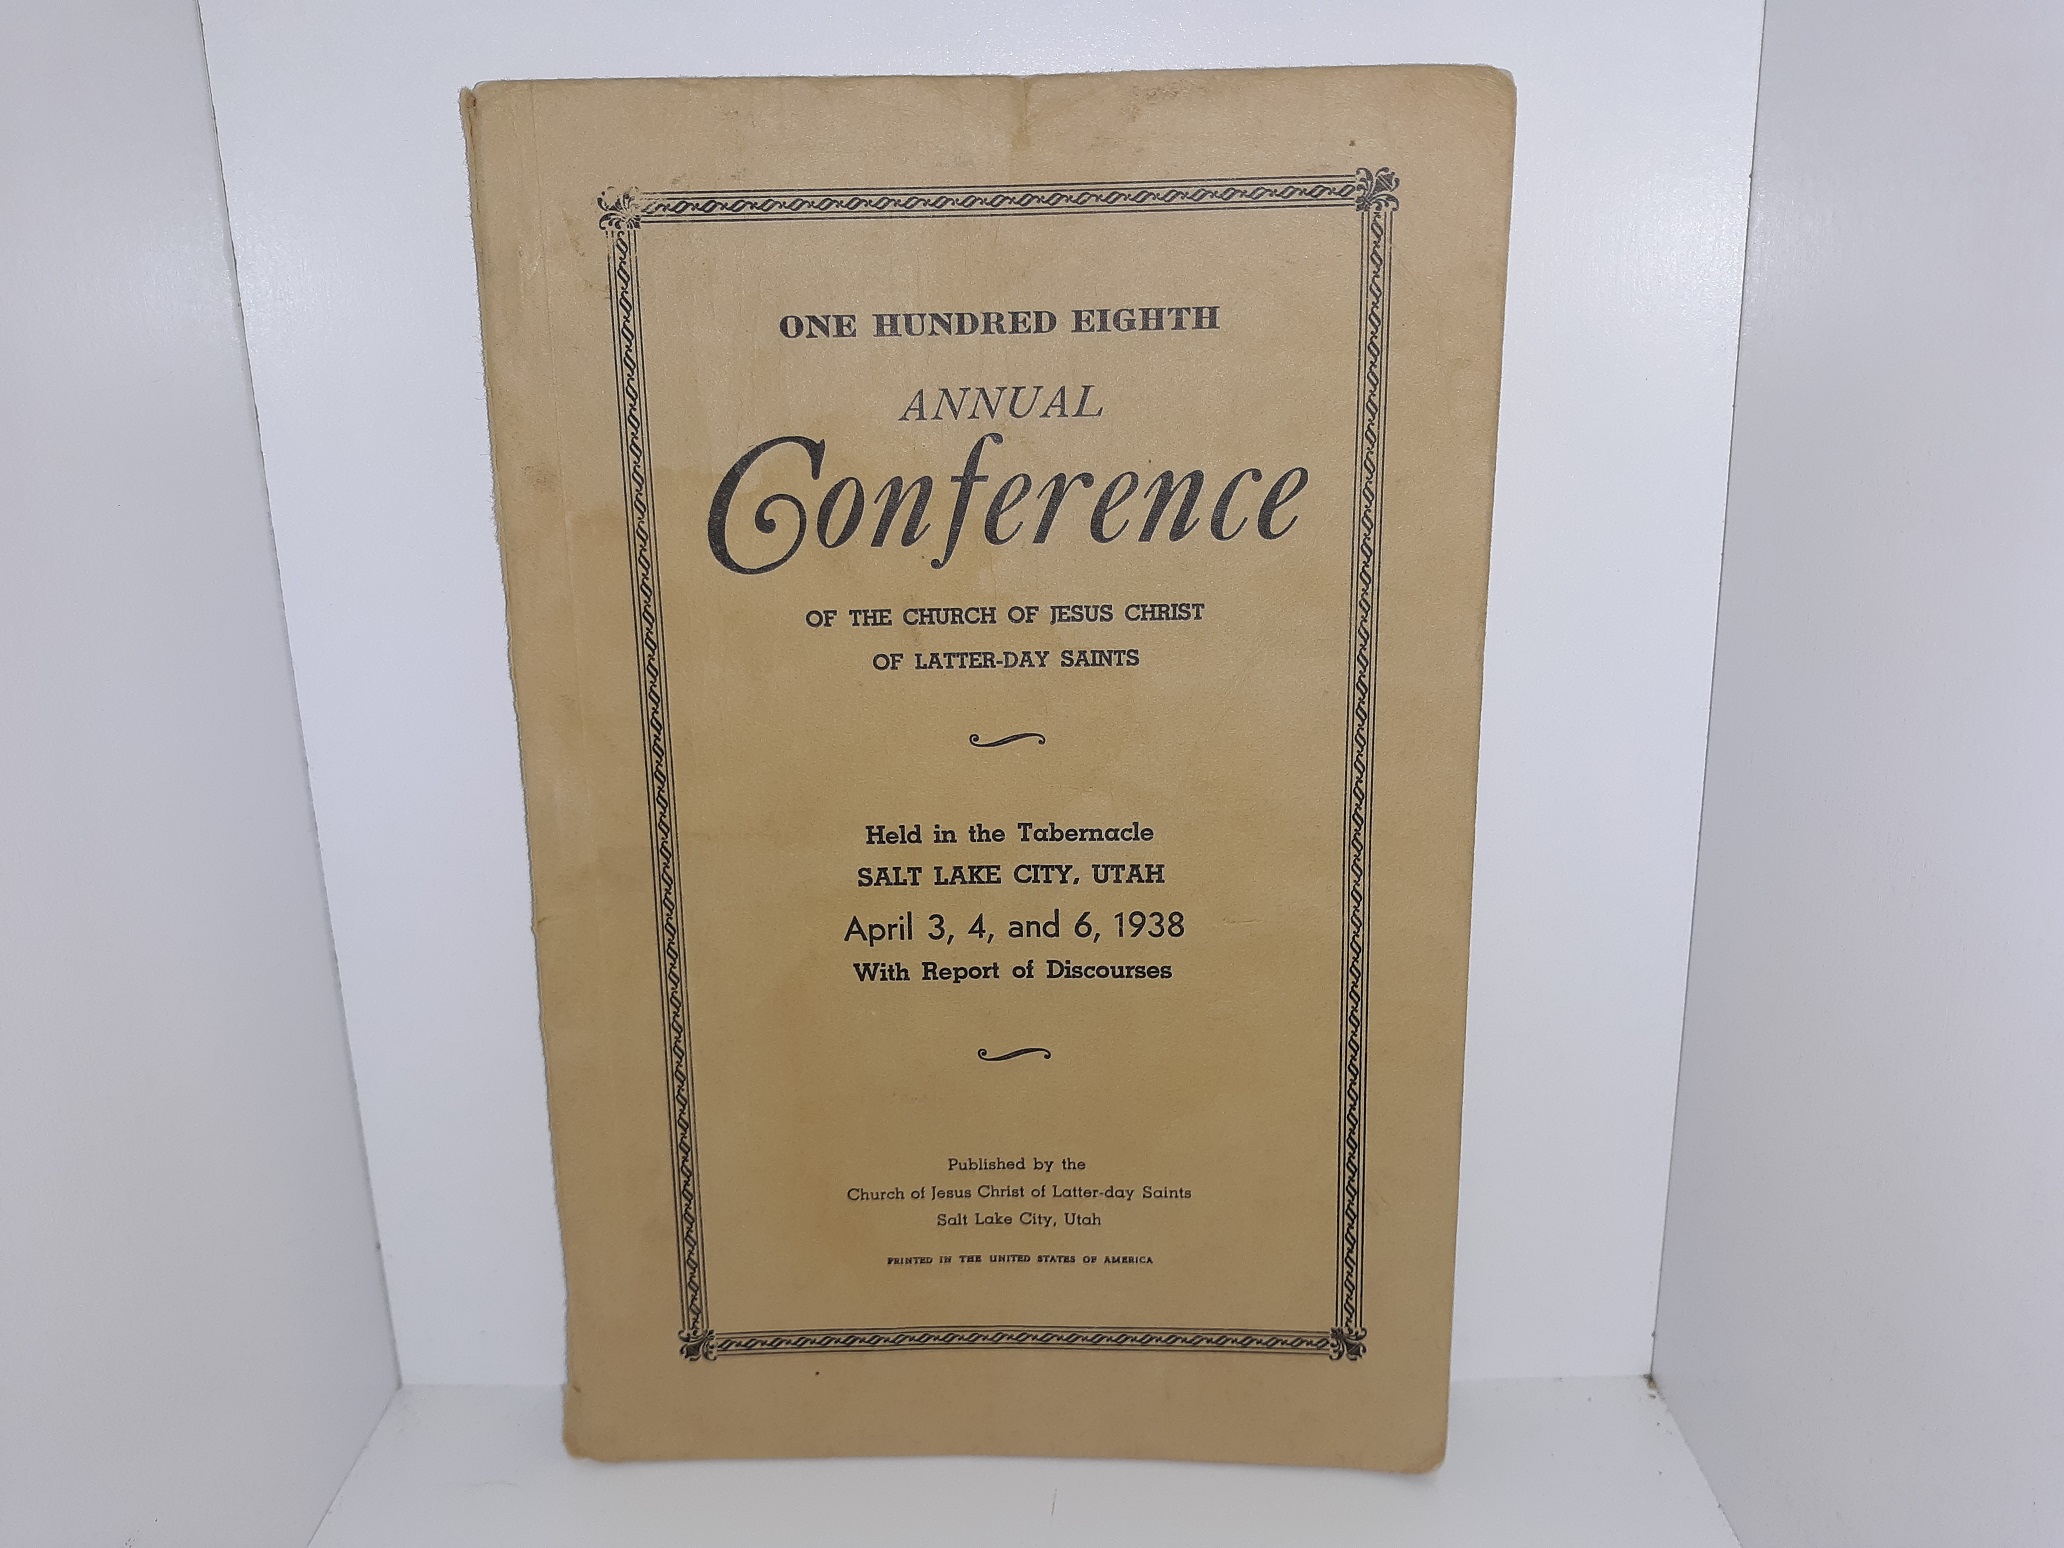 ONE HUNDRED EIGHTH
ANNUAL
Conference
OF THE CHURCH OF JESUS CHRIST
OF LATTER-DAY SAINTS
Held in the Tabernacle
SALT LAKE CITY, UTAH
April 3, 4, and 6, 1938
With Report of Discourses
Published by the
Church of Jesus Christ of Latter-day Saints
Salt Lake City, Utah
PRINTED IN THE UNITED STATES OF AMERICA